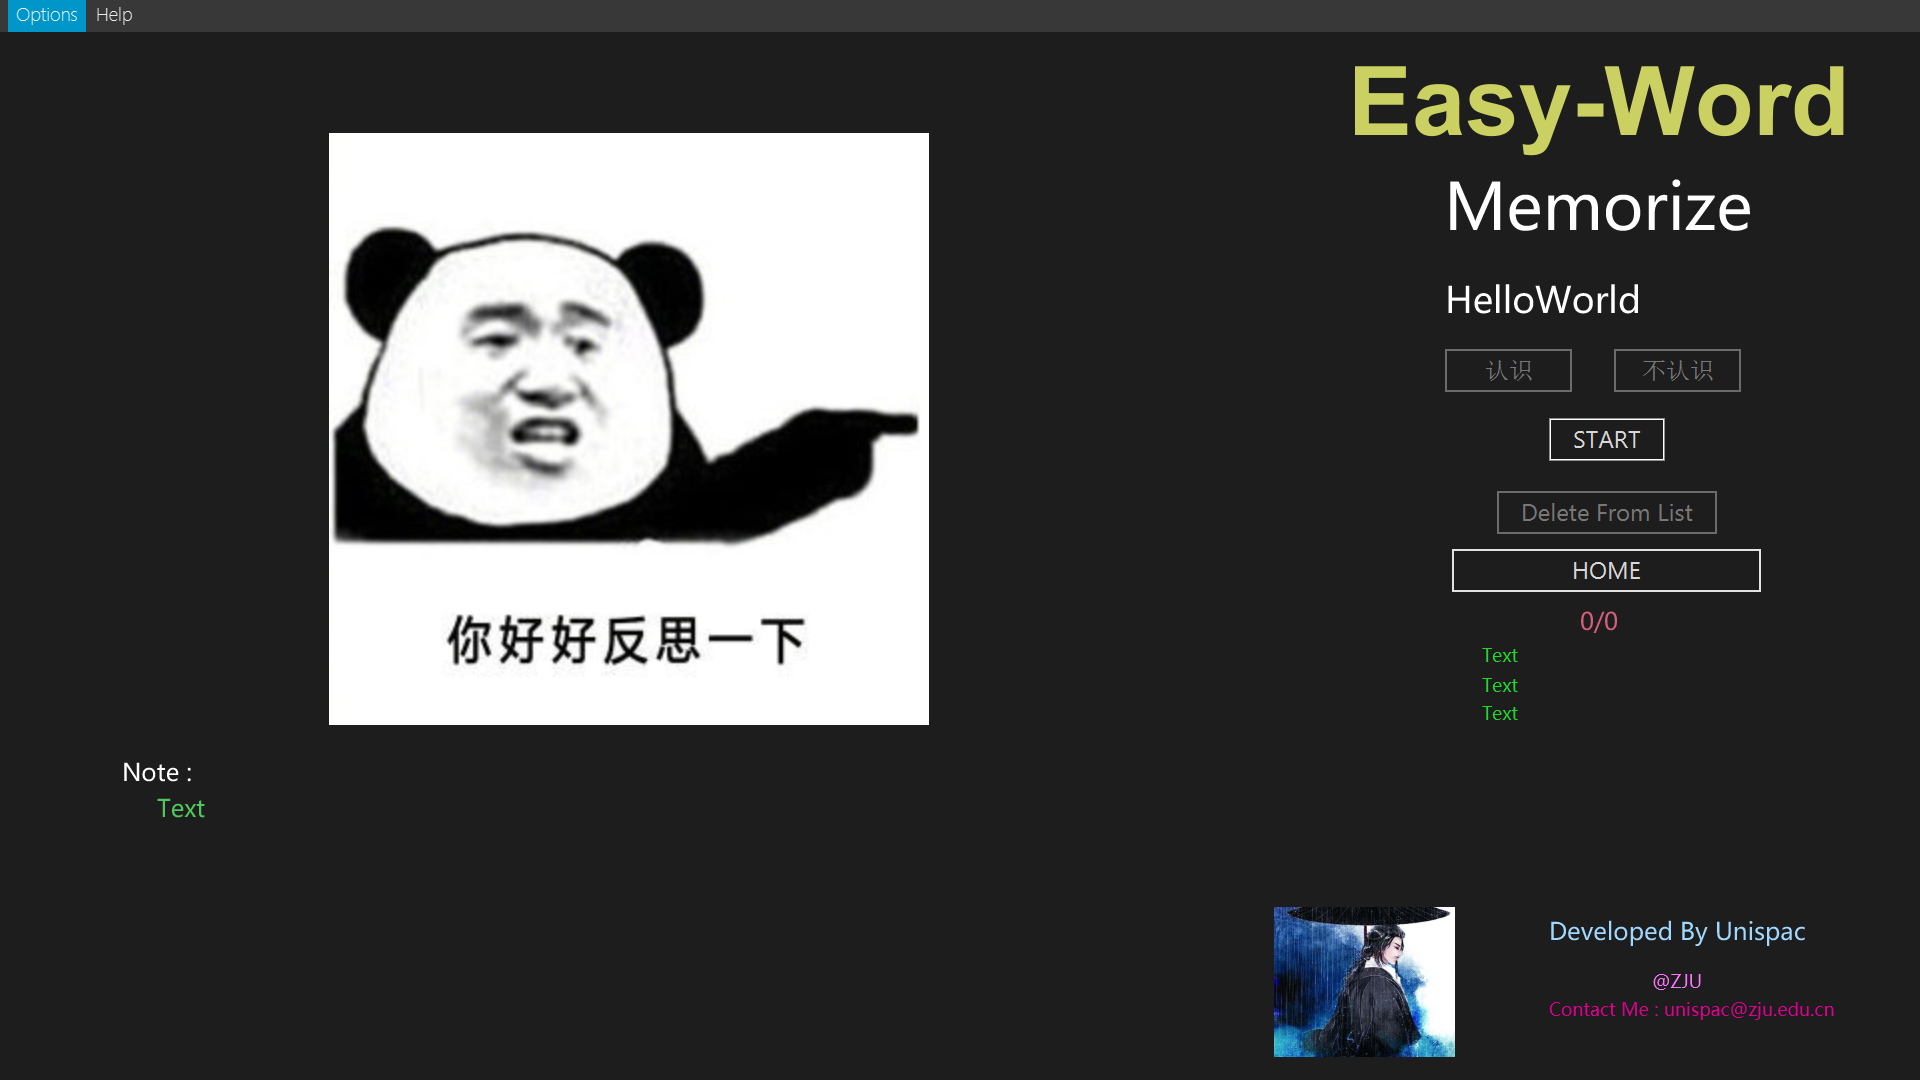 Options Help
Easy-Word
Memorize
HelloWorld
认识 不认识
START
Delete From List
HOME
0/0
Text
Text
Text
你好好反思一下
Note :
Text
Developed By Unispac
@ZJU
Contact Me : unispac@zju.edu.cn